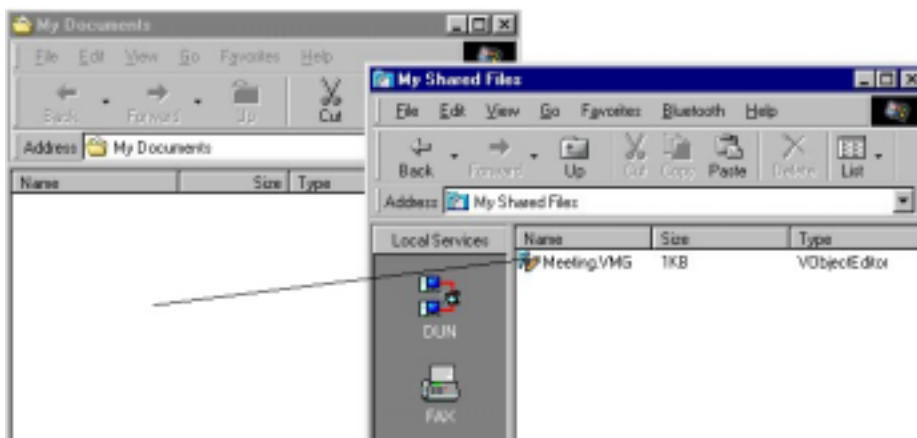 My Documents
File Edit View Go Favorites Help
Back Forward Up Cut
Address My Documents
Name Size Type
My Shared Files
File Edit View Go Favorites Bluetooth Help
Back Forward Up Cut Copy Paste Delete List
Address My Shared Files
Local Services Name Size Type
Meeting.VMG 1KB VObjectEditor
DUN
FAX